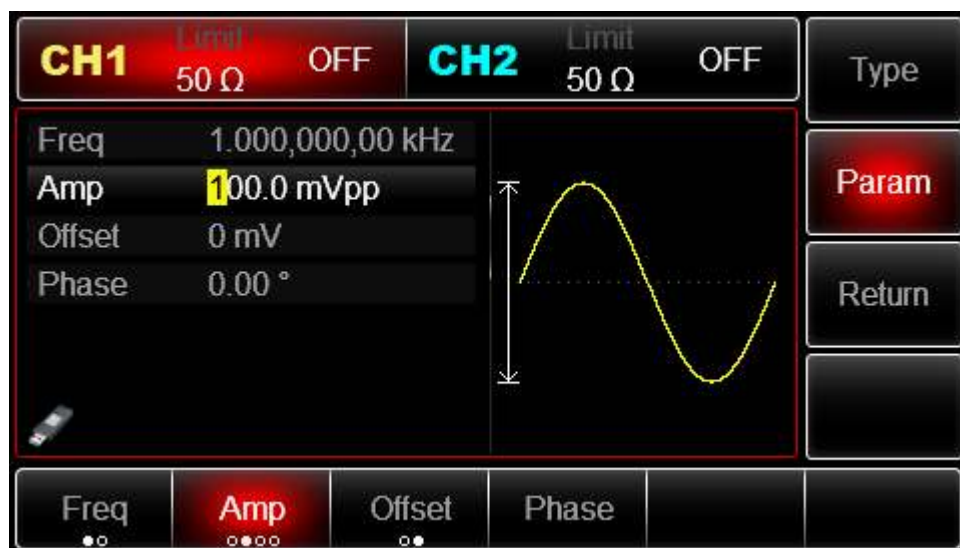 CH1 Limit 50 Ω OFF CH2 Limit 50 Ω OFF
Type
Freq 1.000,000,00 kHz
Amp 100.0 mVpp
Param
Offset 0 mV
Phase 0.00 °
Return
Freq Amp Offset Phase